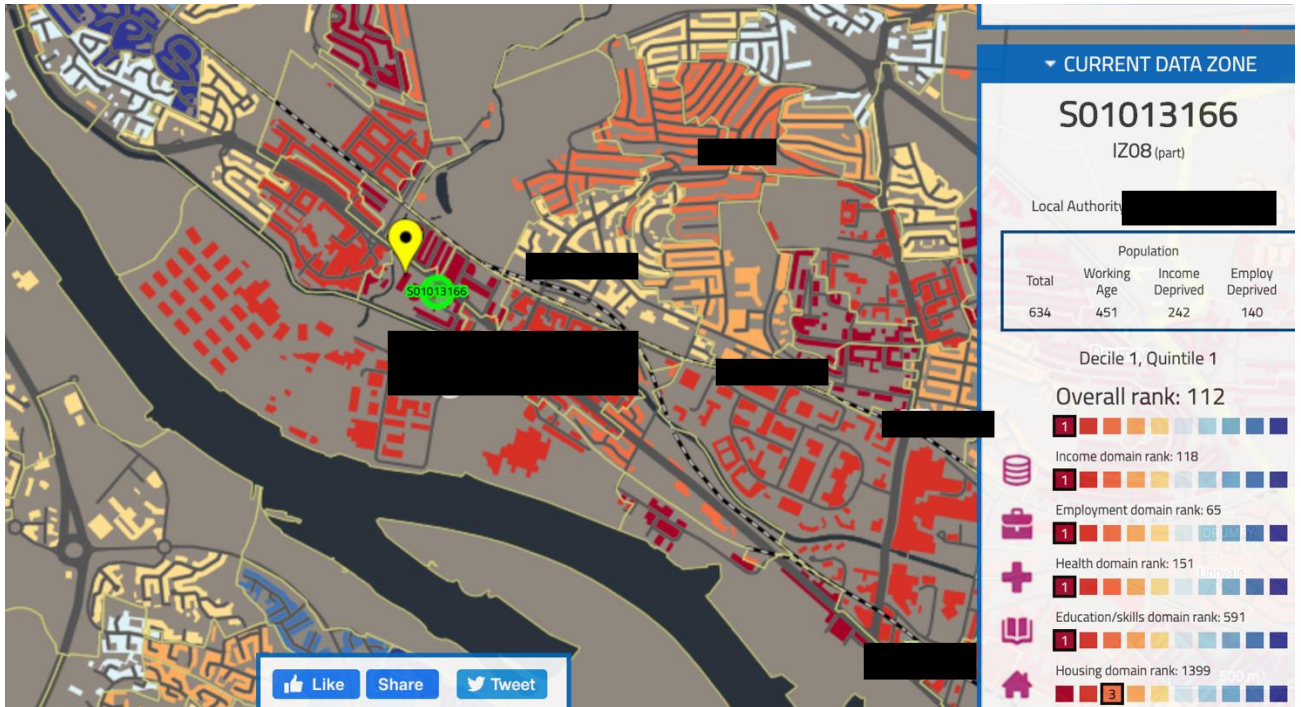 CURRENT DATA ZONE
S01013166
IZ08 (part)
Local Authority
Population
Total
Working Age
Income Deprived
Employ Deprived
634
451
242
140
Decile 1, Quintile 1
Overall rank: 112
1
Income domain rank: 118
1
Employment domain rank: 65
1
DRUMRY
Health domain rank: 151
Linnvale
1
Education/skills domain rank: 591
1
Housing domain rank: 1399
500 m
3
S01013166
Like
Share
Tweet